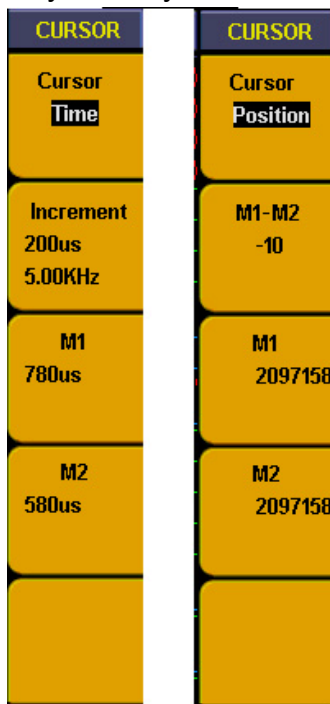 CURSOR
Cursor
Time
Increment
200us
5.00KHz
M1
780us
M2
580us
CURSOR
Cursor
Position
M1-M2
-10
M1
2097158
M2
2097158